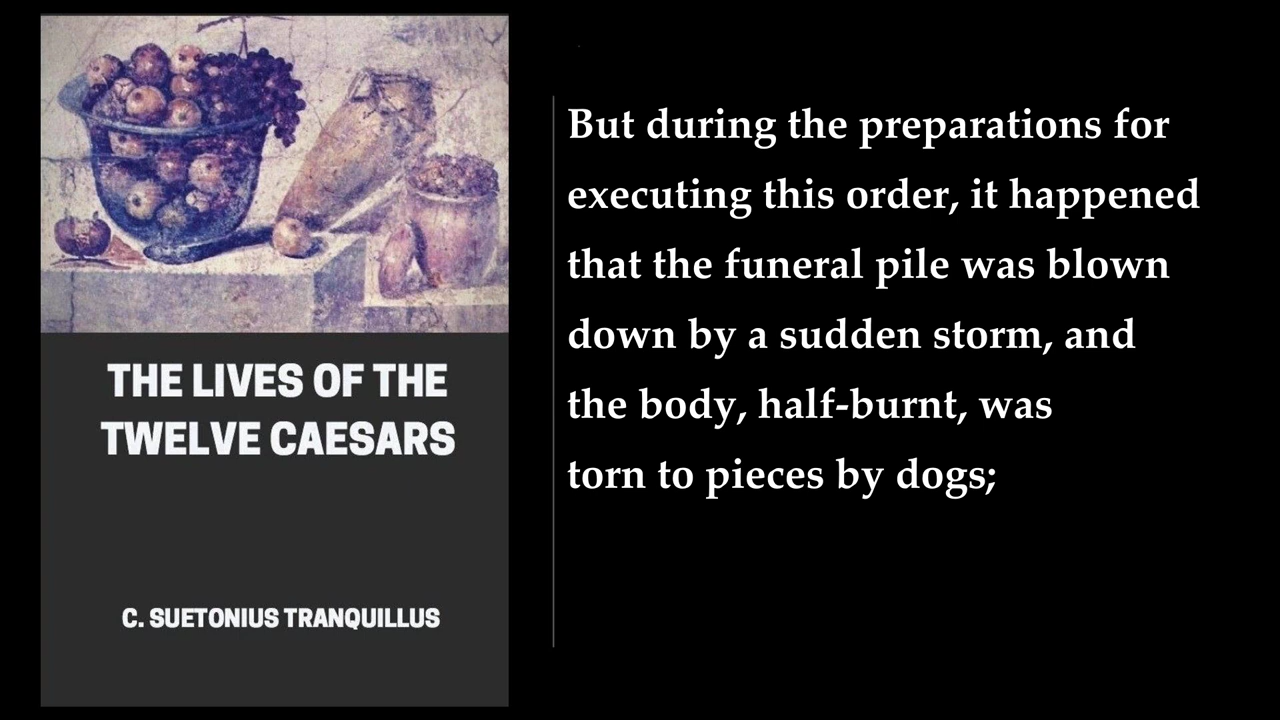 THE LIVES OF THE
TWELVE CAESARS
C. SUETONIUS TRANQUILLUS
But during the preparations for
executing this order, it happened
that the funeral pile was blown
down by a sudden storm, and
the body, half-burnt, was
torn to pieces by dogs;